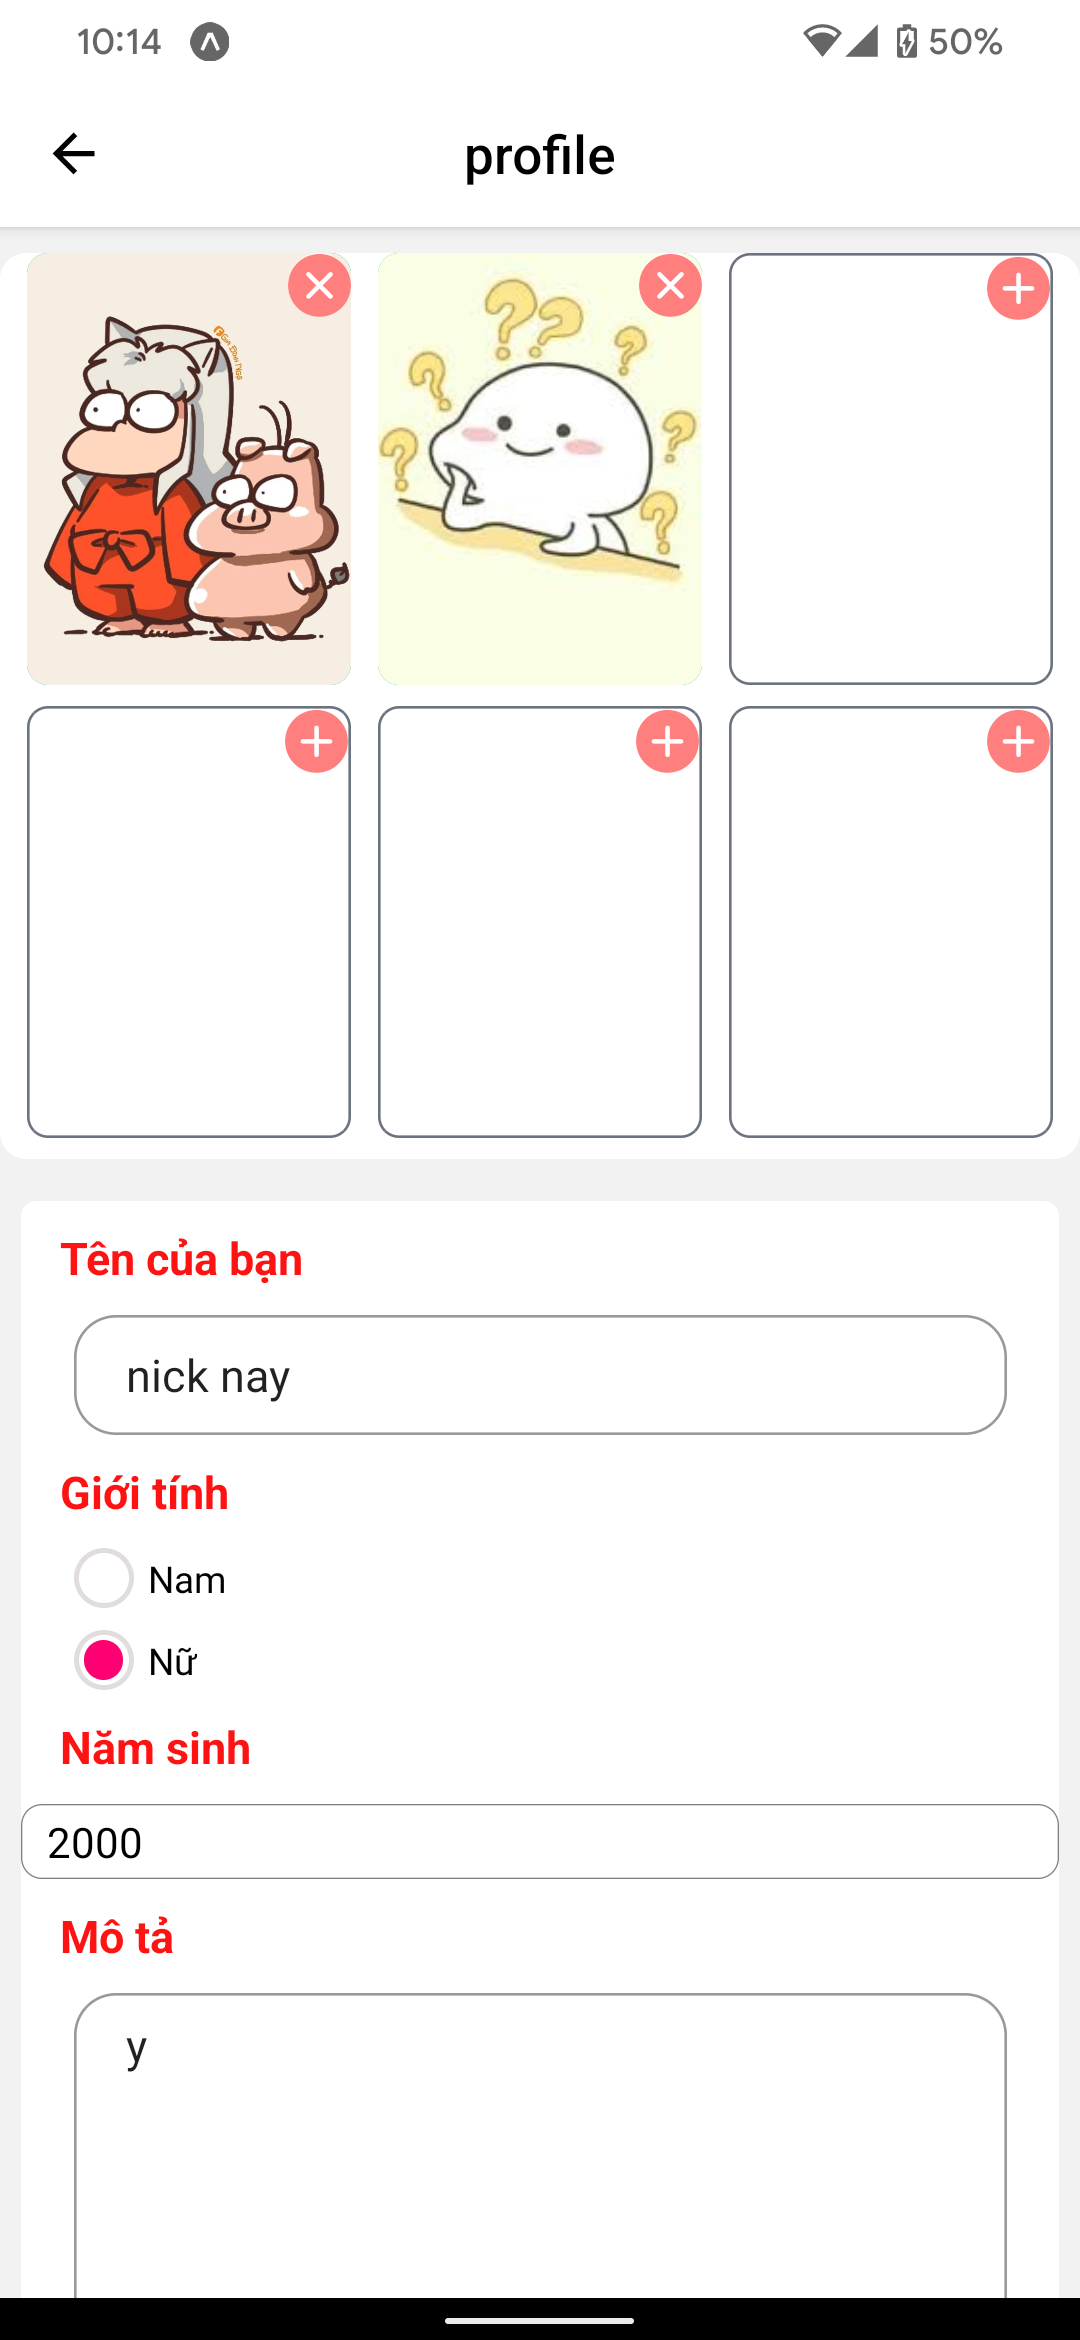 10:14
50%
profile
Tên của bạn
nick nay
Giới tính
Nam
Nữ
Năm sinh
2000
Mô tả
y